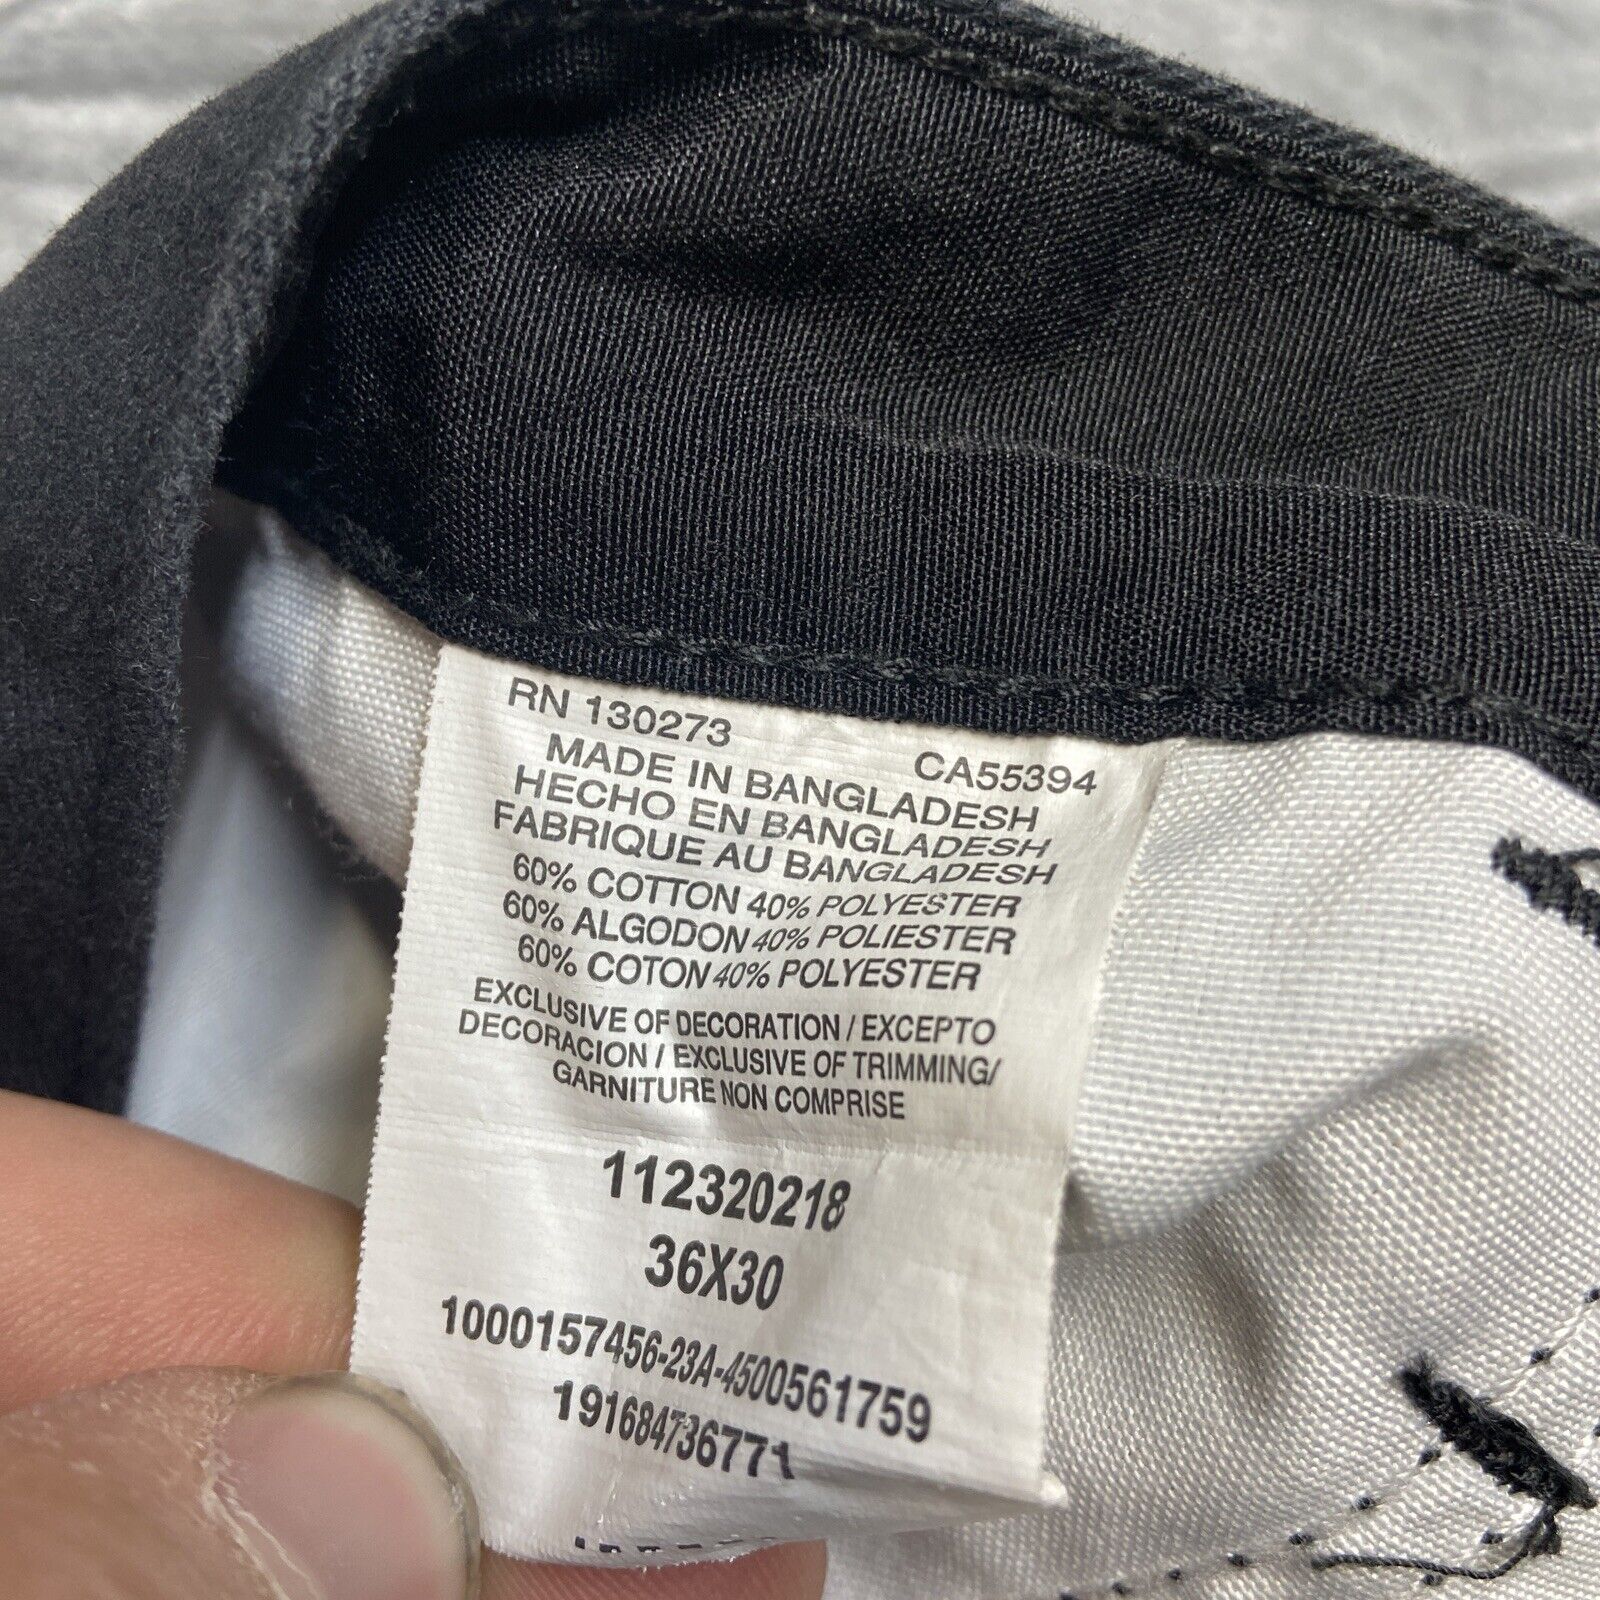 RN 130273
CA55394
MADE IN BANGLADESH
HECHO EN BANGLADESH
FABRIQUE AU BANGLADESH
60% COTTON 40% POLYESTER
60% ALGODON 40% POLIESTER
60% COTON 40% POLYESTER
EXCLUSIVE OF DECORATION / EXCEPTO
DECORACION / EXCLUSIVE OF TRIMMING/
GARNITURE NON COMPRISE
112320218
36X30
1000157456-23A-4500561759
191684736771